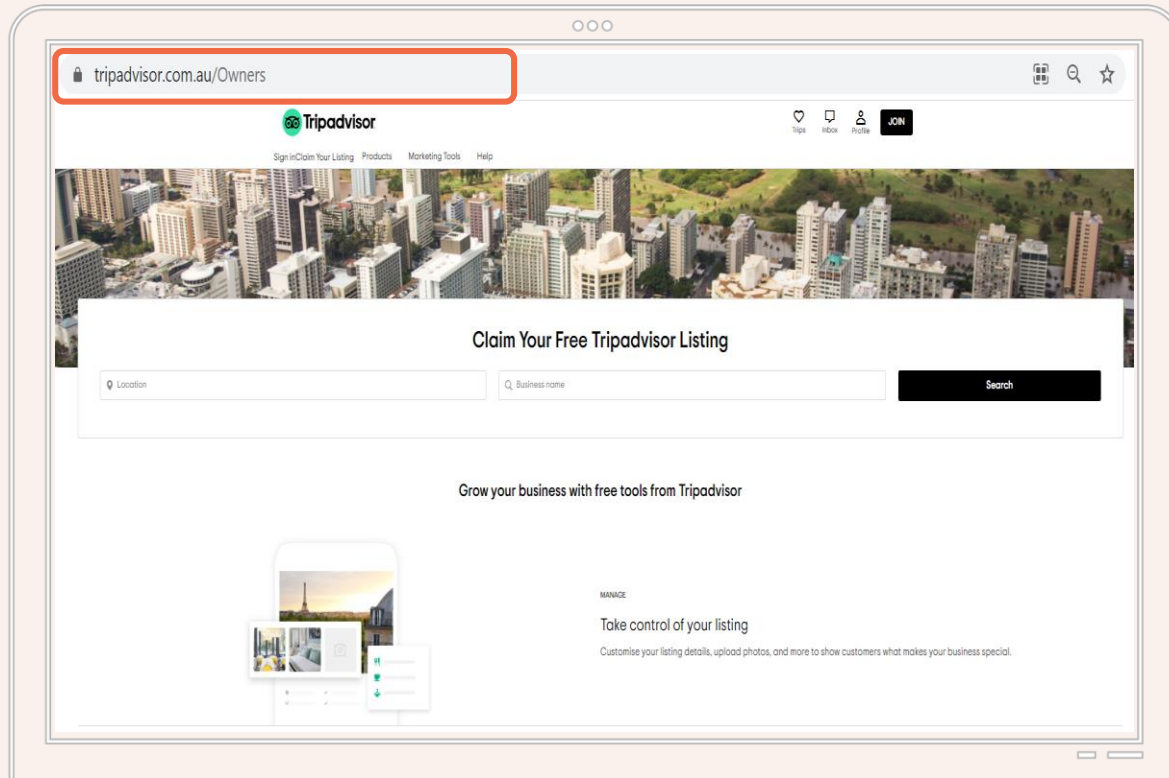 tripadvisor.com.au/Owners
Tripadvisor
Trips Inbox Profile JOIN
Sign inClaim Your Listing Products Marketing Tools Help
Claim Your Free Tripadvisor Listing
Location Business name Search
Grow your business with free tools from Tripadvisor
MANAGE
Take control of your listing
Customise your listing details, upload photos, and more to show customers what makes your business special.